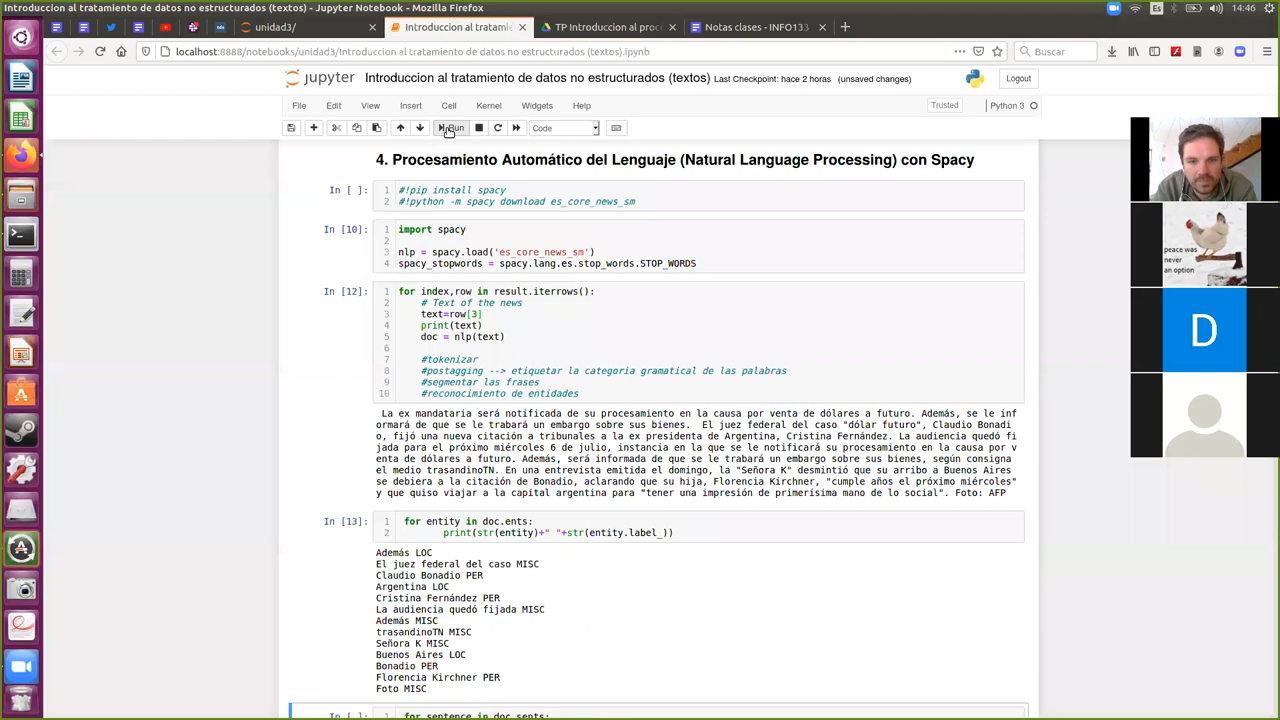 Introduccion al tratamiento de datos no estructurados (textos) - Jupyter Notebook - Mozilla Firefox
Es
14:46
unidad3/
Introduccion al tratami
TP Introduccion al proc
Notas clases - INFO133
localhost:8888/notebooks/unidad3/Introduccion al tratamiento de datos no estructurados (textos).ipynb
Buscar
jupyter Introduccion al tratamiento de datos no estructurados (textos) Last Checkpoint: hace 2 horas (unsaved changes)
Logout
File Edit View Insert Cell Kernel Widgets Help
Trusted
Python 3
Run
Code
4. Procesamiento Automático del Lenguaje (Natural Language Processing) con Spacy
In [ ]:
1 #!pip install spacy
2 #!python -m spacy download es_core_news_sm
In [10]:
1 import spacy
2
3 nlp = spacy.load('es_core_news_sm')
4 spacy_stopwords = spacy.lang.es.stop_words.STOP_WORDS
In [12]:
1 for index,row in result.iterrows():
2 # Text of the news
3 text=row[3]
4 print(text)
5 doc = nlp(text)
6
7 #tokenizar
8 #postagging --> etiquetar la categoria gramatical de las palabras
9 #segmentar las frases
10 #reconocimiento de entidades
La ex mandataria será notificada de su procesamiento en la causa por venta de dólares a futuro. Además, se le inf
ormará de que se le trabará un embargo sobre sus bienes. El juez federal del caso "dólar futuro", Claudio Bonadi
o, fijó una nueva citación a tribunales a la ex presidenta de Argentina, Cristina Fernández. La audiencia quedó fi
jada para el próximo miércoles 6 de julio, instancia en la que se le notificará su procesamiento en la causa por v
enta de dólares a futuro. Además, será informada de que se le trabará un embargo sobre sus bienes, según consigna
el medio trasandinoTN. En una entrevista emitida el domingo, la "Señora K" desmintió que su arribo a Buenos Aires
se debiera a la citación de Bonadio, aclarando que su hija, Florencia Kirchner, "cumple años el próximo miércoles"
y que quiso viajar a la capital argentina para "tener una impresión de primerísima mano de lo social". Foto: AFP
In [13]:
1 for entity in doc.ents:
2 print(str(entity)+" "+str(entity.label_))
Además LOC
El juez federal del caso MISC
Claudio Bonadio PER
Argentina LOC
Cristina Fernández PER
La audiencia quedó fijada MISC
Además MISC
trasandinoTN MISC
Señora K MISC
Buenos Aires LOC
Bonadio PER
Florencia Kirchner PER
Foto MISC
In [ ]:
1 for sentence in doc.sents:
peace was
never
an option
D